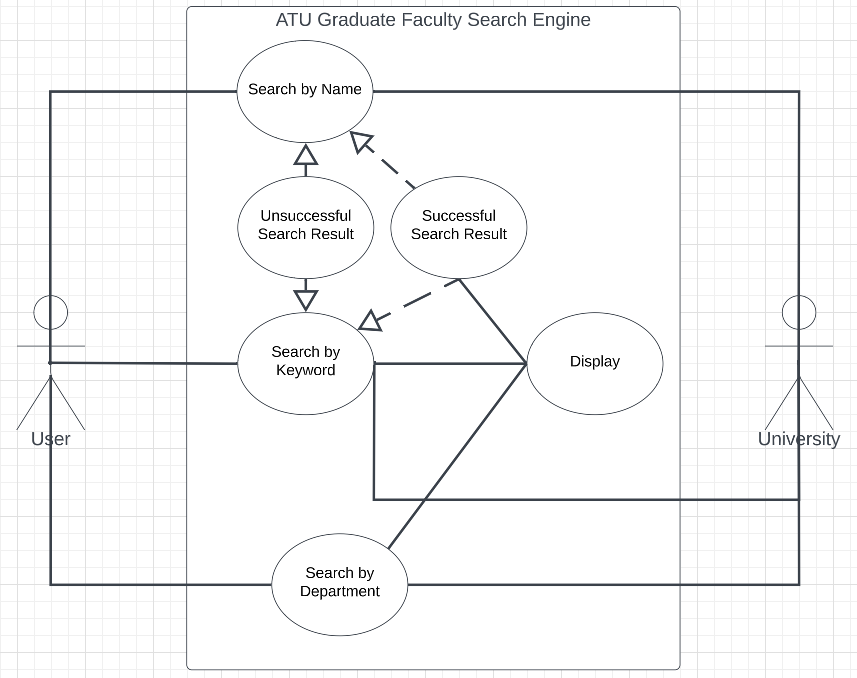 ATU Graduate Faculty Search Engine
Search by Name
Unsuccessful
Search Result
Successful
Search Result
Search by
Keyword
Display
User
University
Search by
Department